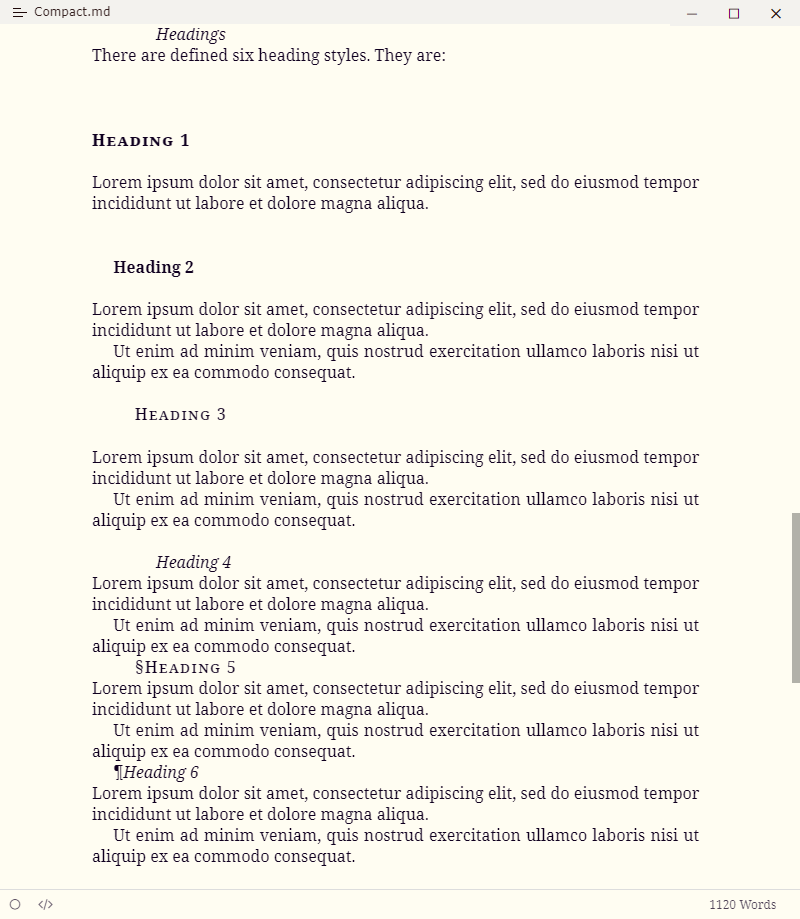 Compact.md
Headings
There are defined six heading styles. They are:
Heading 1
Lorem ipsum dolor sit amet, consectetur adipiscing elit, sed do eiusmod tempor
incididunt ut labore et dolore magna aliqua.
Heading 2
Lorem ipsum dolor sit amet, consectetur adipiscing elit, sed do eiusmod tempor
incididunt ut labore et dolore magna aliqua.
Ut enim ad minim veniam, quis nostrud exercitation ullamco laboris nisi ut
aliquip ex ea commodo consequat.
Heading 3
Lorem ipsum dolor sit amet, consectetur adipiscing elit, sed do eiusmod tempor
incididunt ut labore et dolore magna aliqua.
Ut enim ad minim veniam, quis nostrud exercitation ullamco laboris nisi ut
aliquip ex ea commodo consequat.
Heading 4
Lorem ipsum dolor sit amet, consectetur adipiscing elit, sed do eiusmod tempor
incididunt ut labore et dolore magna aliqua.
Ut enim ad minim veniam, quis nostrud exercitation ullamco laboris nisi ut
aliquip ex ea commodo consequat.
§Heading 5
Lorem ipsum dolor sit amet, consectetur adipiscing elit, sed do eiusmod tempor
incididunt ut labore et dolore magna aliqua.
Ut enim ad minim veniam, quis nostrud exercitation ullamco laboris nisi ut
aliquip ex ea commodo consequat.
¶Heading 6
Lorem ipsum dolor sit amet, consectetur adipiscing elit, sed do eiusmod tempor
incididunt ut labore et dolore magna aliqua.
Ut enim ad minim veniam, quis nostrud exercitation ullamco laboris nisi ut
aliquip ex ea commodo consequat.
1120 Words